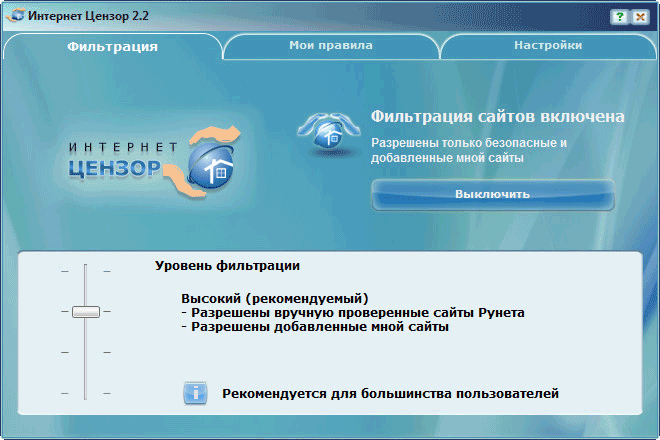 Интернет Цензор 2.2
Фильтрация
Мои правила
Настройки
ИНТЕРНЕТ
ЦЕНЗОР
Фильтрация сайтов включена
Разрешены только безопасные и
добавленные мной сайты
Выключить
Уровень фильтрации
Высокий (рекомендуемый)
- Разрешены вручную проверенные сайты Рунета
- Разрешены добавленные мной сайты
Рекомендуется для большинства пользователей